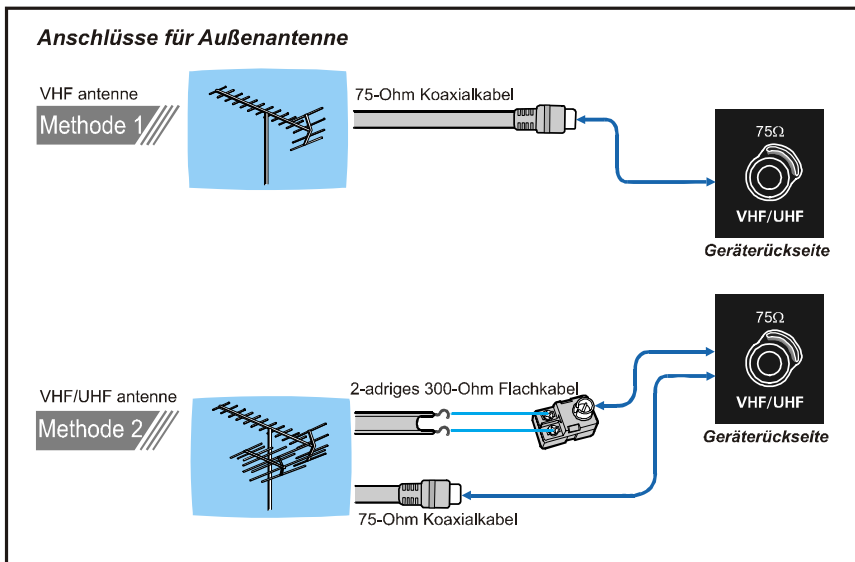 Anschlüsse für Außenantenne
VHF antenne
Methode 1
75-Ohm Koaxialkabel
75Ω
VHF/UHF
Geräterückseite
VHF/UHF antenne
Methode 2
2-adriges 300-Ohm Flachkabel
75-Ohm Koaxialkabel
75Ω
VHF/UHF
Geräterückseite